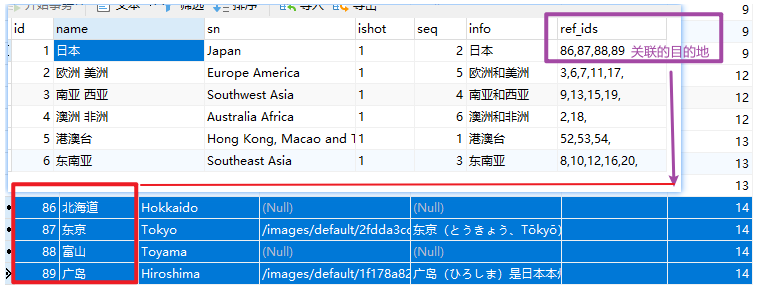 开始事务 文本 筛选 排序 导入 导出
id name sn ishot seq info ref_ids
1 日本 Japan 1 2 日本 86,87,88,89 关联的目的地
2 欧洲 美洲 Europe America 1 5 欧洲和美洲 3,6,7,11,17,
3 南亚 西亚 Southwest Asia 1 4 南亚和西亚 9,13,15,19,
4 澳洲 非洲 Australia Africa 1 6 澳洲和非洲 2,18,
5 港澳台 Hong Kong, Macao and T 1 1 港澳台 52,53,54,
6 东南亚 Southeast Asia 1 3 东南亚 8,10,12,16,20,
9
9
9
12
12
12
13
13
13
86 北海道 Hokkaido (Null) (Null) 14
87 东京 Tokyo /images/default/2fdda3cc 东京（とうきょう、Tōkyō） 14
88 富山 Toyama (Null) (Null) 14
89 广岛 Hiroshima /images/default/1f178a82 广岛（ひろしま）是日本本州 14